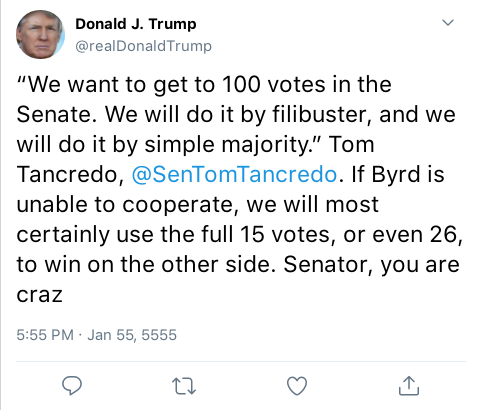 Donald J. Trump
@realDonaldTrump
“We want to get to 100 votes in the
Senate. We will do it by filibuster, and we
will do it by simple majority.” Tom
Tancredo, @SenTomTancredo. If Byrd is
unable to cooperate, we will most
certainly use the full 15 votes, or even 26,
to win on the other side. Senator, you are
craz
5:55 PM · Jan 55, 5555